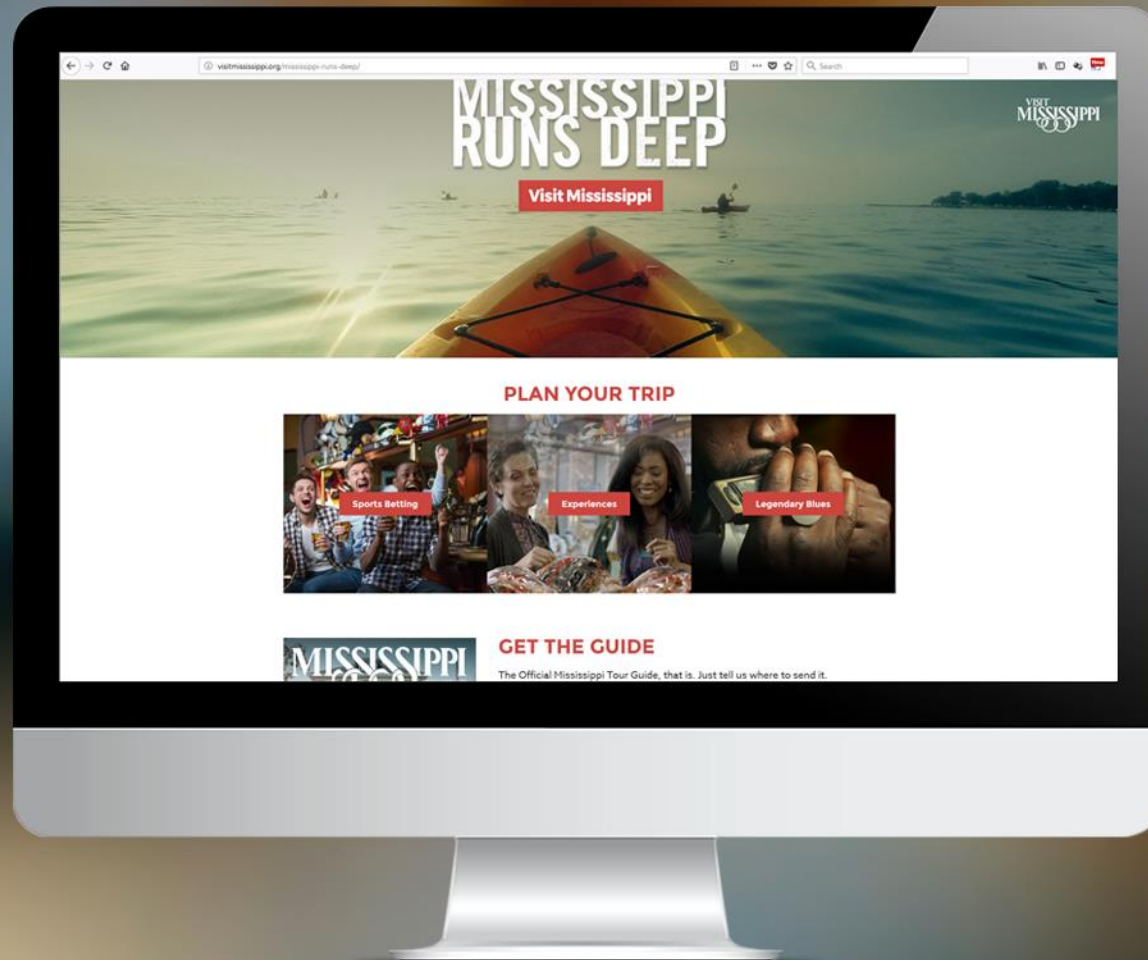 visitmississippi.org/mississippi-runs-deep/
Search
MISSISSIPPI
RUNS DEEP
VISIT
MISSISSIPPI
Visit Mississippi
PLAN YOUR TRIP
Sports Betting
Experiences
Legendary Blues
MISSISSIPPI
GET THE GUIDE
The Official Mississippi Tour Guide, that is. Just tell us where to send it.